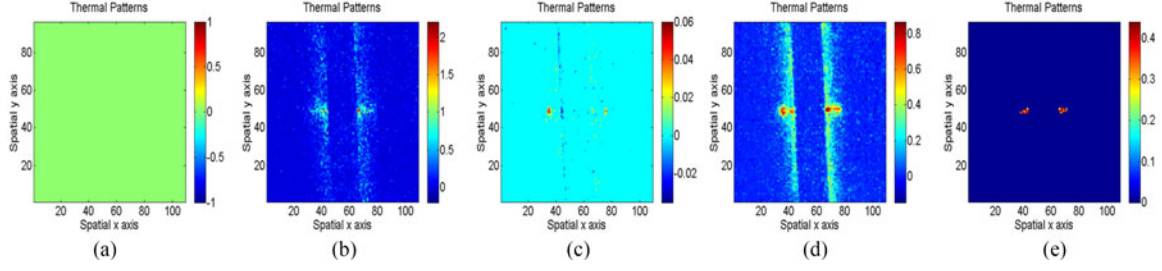 Thermal Patterns Thermal Patterns Thermal Patterns Thermal Patterns Thermal Patterns
Spatial y axis Spatial y axis Spatial y axis Spatial y axis Spatial y axis
80 80 80 80 80
60 60 60 60 60
40 40 40 40 40
20 20 20 20 20
1 2 0.06 0.8 0.4
0.5 1.5 0.04 0.6 0.3
0 1 0.02 0.4 0.2
-0.5 0.5 0 0.2 0.1
-1 0 -0.02 0 0
20 40 60 80 100 20 40 60 80 100 20 40 60 80 100 20 40 60 80 100 20 40 60 80 100
Spatial x axis Spatial x axis Spatial x axis Spatial x axis Spatial x axis
(a) (b) (c) (d) (e)